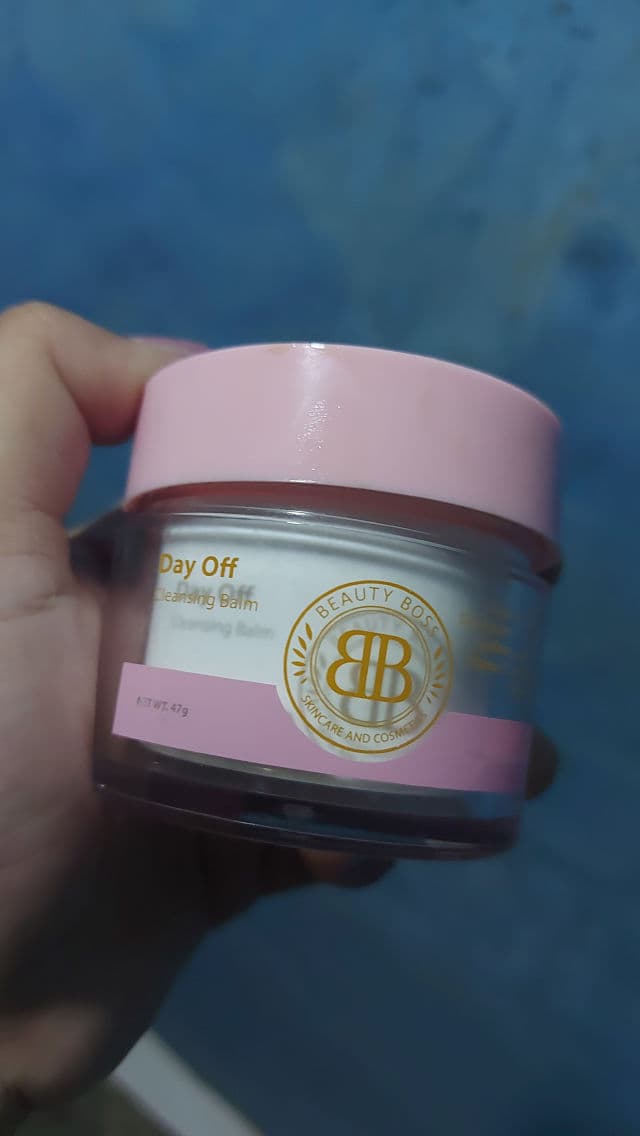 Day Off
Cleansing Balm
NET WT. 47g
BEAUTY BOSS
BB
SKINCARE AND COSMETICS